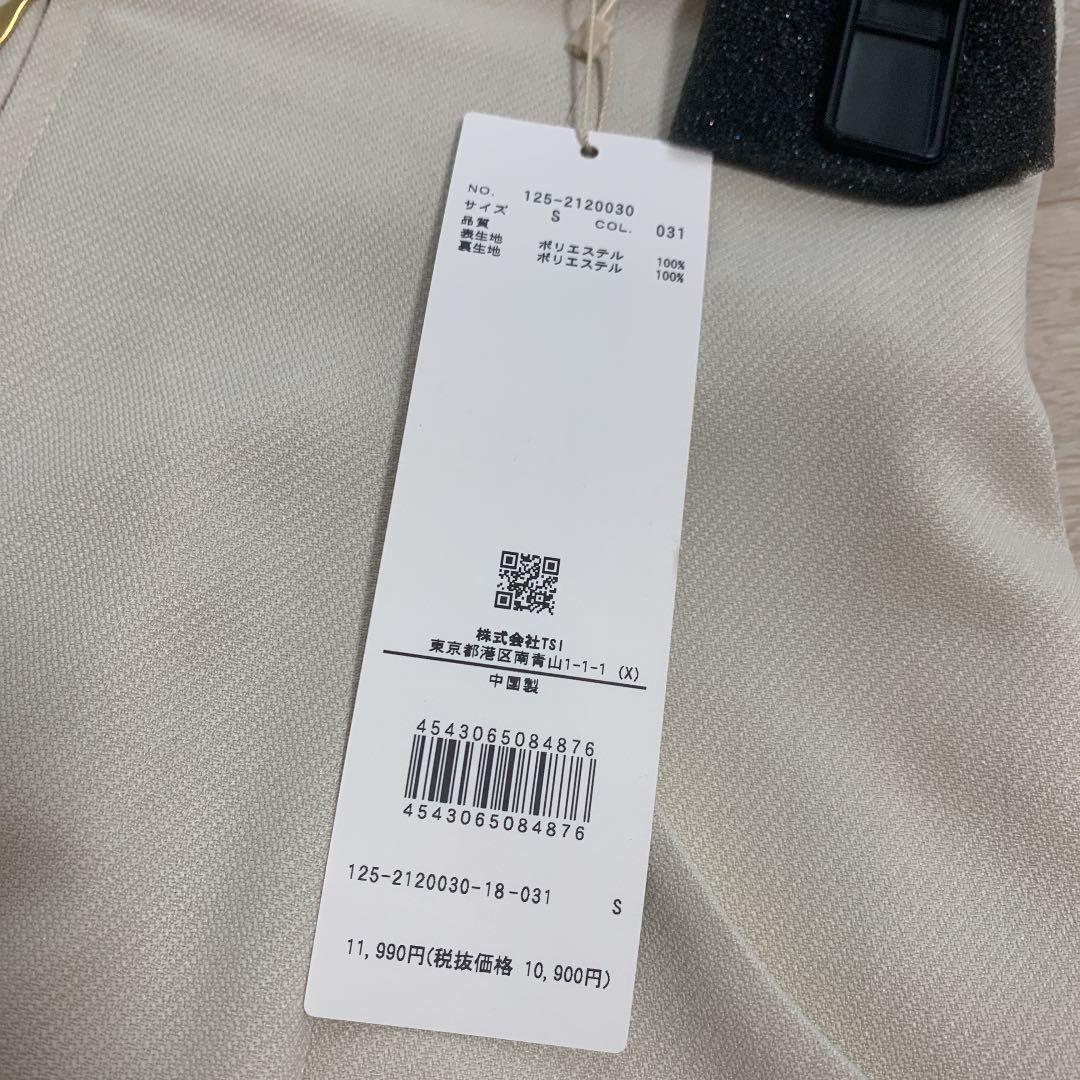 NO. 125-2120030
サイズ S COL. 031
品質
表生地 ポリエステル 100%
裏生地 ポリエステル 100%
株式会社TSI
東京都港区南青山1-1-1 (X)
中国製
4543065084876
4543065084876
125-2120030-18-031 S
11,990円(税抜価格 10,900円)